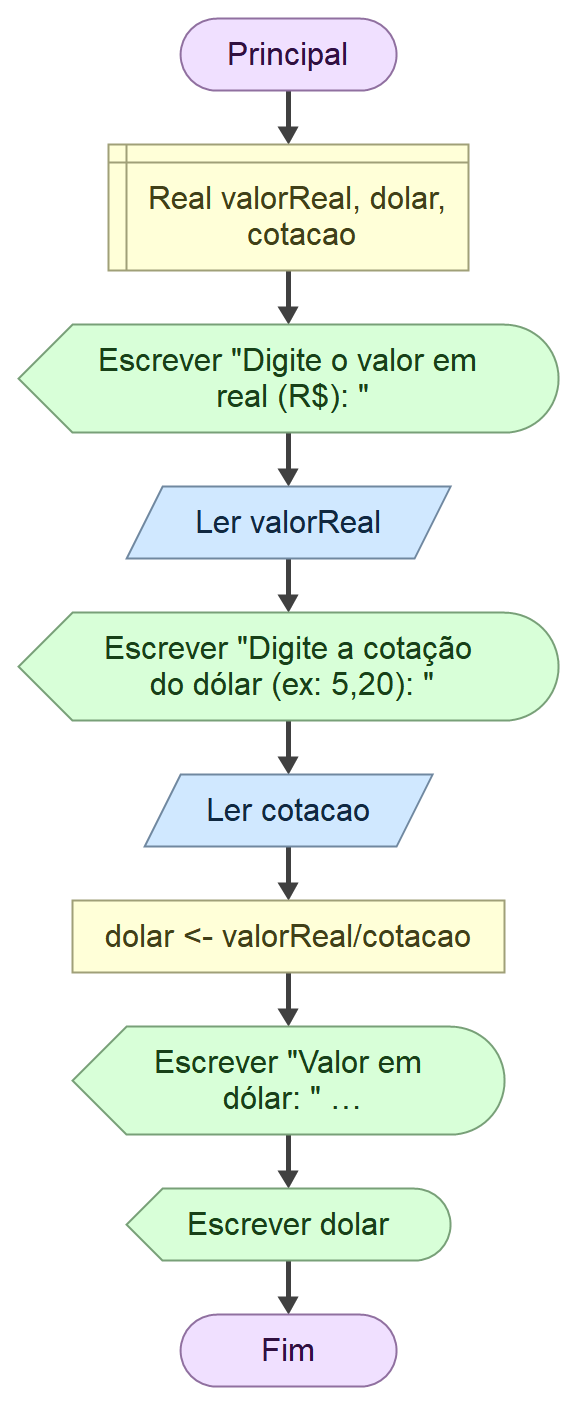 Principal
Real valorReal, dolar,
cotacao
Escrever "Digite o valor em
real (R$): "
Ler valorReal
Escrever "Digite a cotação
do dólar (ex: 5,20): "
Ler cotacao
dolar <- valorReal/cotacao
Escrever "Valor em
dólar: " …
Escrever dolar
Fim